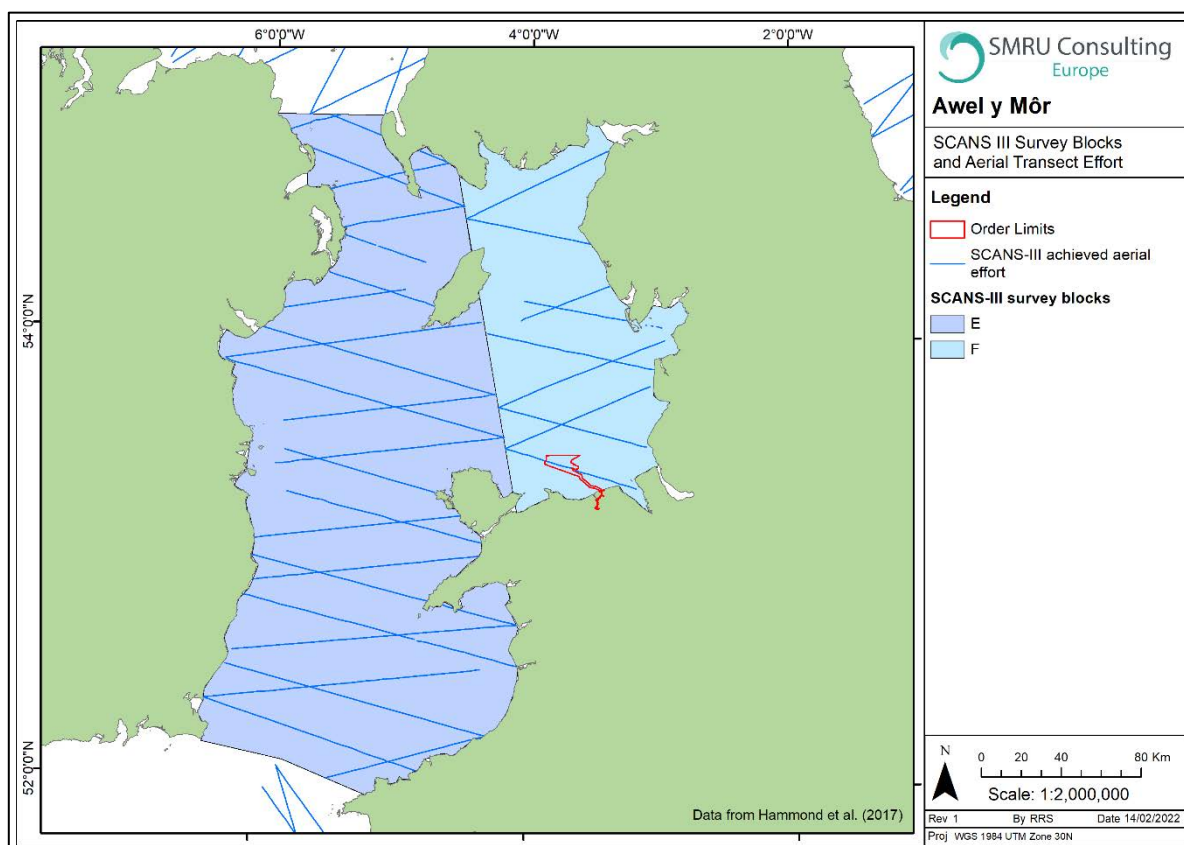 6°0'0"W
4°0'0"W
2°0'0"W
54°0'0"N
52°0'0"N
Data from Hammond et al. (2017)
SMRU Consulting
Europe
Awel y Môr
SCANS III Survey Blocks
and Aerial Transect Effort
Legend
Order Limits
SCANS-III achieved aerial
effort
SCANS-III survey blocks
E
F
N
0 20 40 80 Km
Scale: 1:2,000,000
Rev 1 By RRS Date 14/02/2022
Proj WGS 1984 UTM Zone 30N